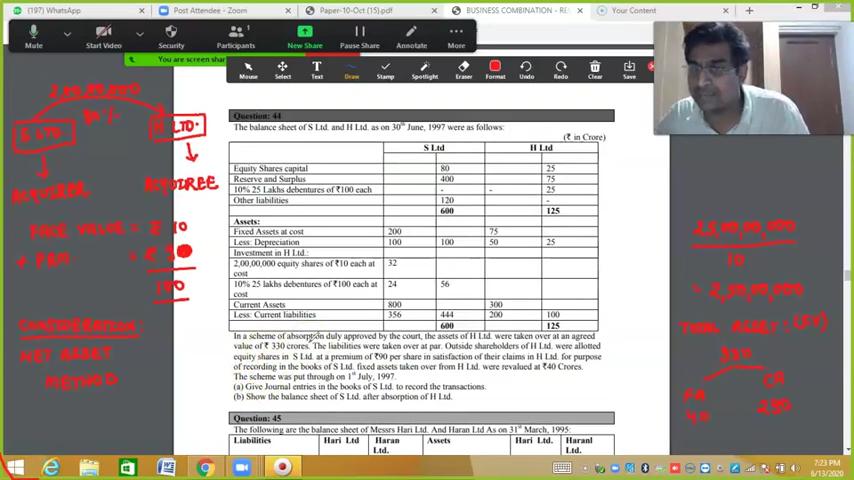 (197) WhatsApp
Post Attendee - Zoom
Paper-10-Oct (15).pdf
BUSINESS COMBINATION - RE
Your Content
Mute
Start Video
Security
Participants
1
New Share
Pause Share
Annotate
More
You are screen shar
Mouse
Select
Text
Draw
Stamp
Spotlight
Eraser
Format
Undo
Redo
Clear
Save
2,00,00,000
80%
S LTD.
H LTD.
ACQUIRER
ACQUIREE
FACE VALUE = ₹ 10
+ PRM. = ₹
100
CONSIDERATION:
NET ASSET
METHOD
Question: 44
The balance sheet of S Ltd. and H Ltd. as on 30th June, 1997 were as follows:
(₹ in Crore)
S Ltd H Ltd
Equity Shares capital 80 25
Reserve and Surplus 400 75
10% 25 Lakhs debentures of ₹100 each - - 25
Other liabilities 120 -
600 125
Assets:
Fixed Assets at cost 200 75
Less: Depreciation 100 100 50 25
Investment in H Ltd.:
2,00,00,000 equity shares of ₹10 each at cost 32
10% 25 lakhs debentures of ₹100 each at cost 24 56
Current Assets 800 300
Less: Current liabilities 356 444 200 100
600 125
In a scheme of absorption duly approved by the court, the assets of H Ltd. were taken over at an agreed
value of ₹ 330 crores. The liabilities were taken over at par. Outside shareholders of H Ltd. were allotted
equity shares in S Ltd. at a premium of ₹90 per share in satisfaction of their claims in H Ltd. for purpose
of recording in the books of S Ltd. fixed assets taken over from H Ltd. were revalued at ₹40 Crores.
The scheme was put through on 1st July, 1997.
(a) Give Journal entries in the books of S Ltd. to record the transactions.
(b) Show the balance sheet of S Ltd. after absorption of H Ltd.
Question: 45
The following are the balance sheet of Messrs Hari Ltd. And Haran Ltd As on 31st March, 1995:
Liabilities Hari Ltd Haran Ltd. Assets Hari Ltd. Haranl Ltd.
25,00,00,000
10
= 2,50,00,000
TOTAL ASSET: (FV)
330
FA CA
40 290
7:23 PM
6/13/2020